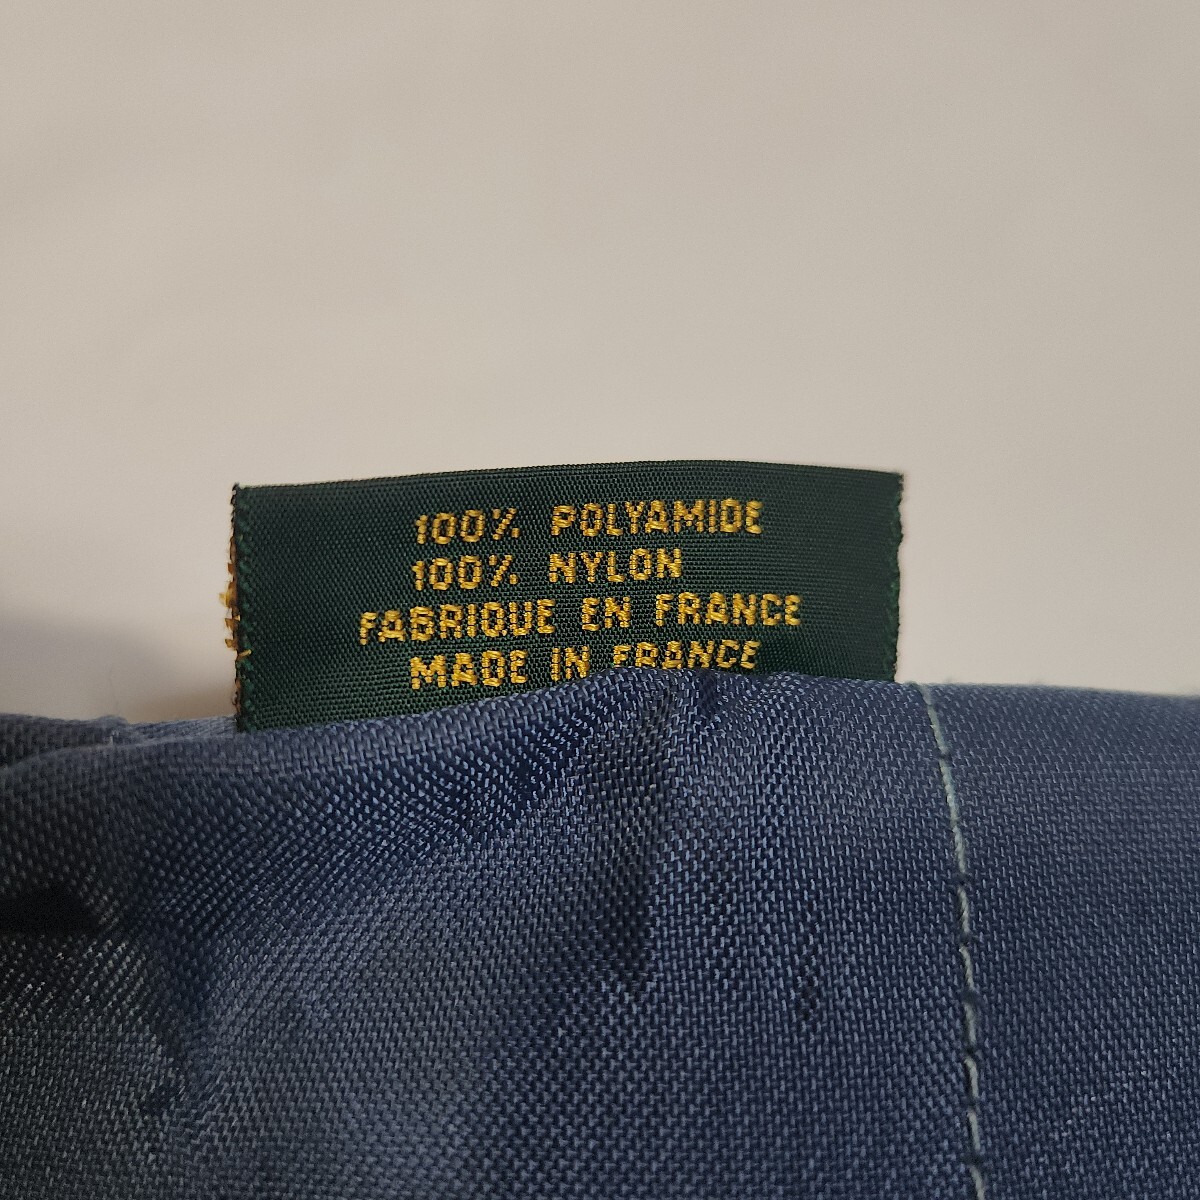 100% POLYAMIDE
100% NYLON
FABRIQUE EN FRANCE
MADE IN FRANCE